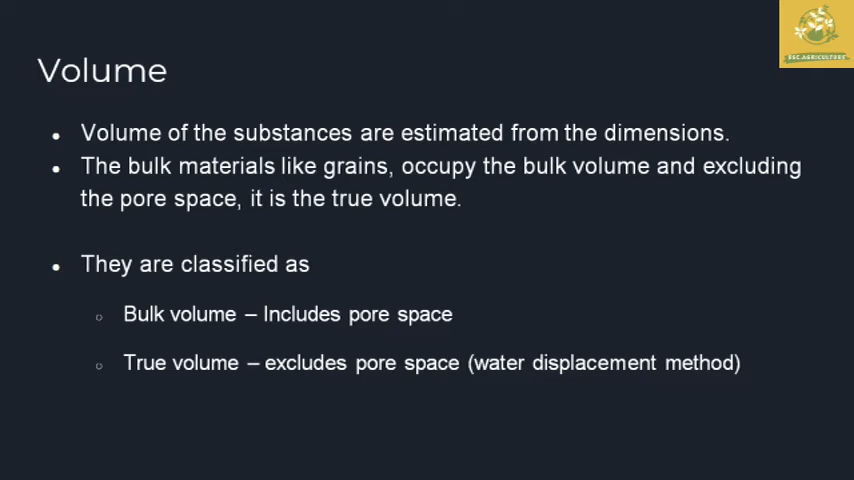 BSC.AGRICULTURE
Volume
• Volume of the substances are estimated from the dimensions.
• The bulk materials like grains, occupy the bulk volume and excluding
the pore space, it is the true volume.
• They are classified as
○ Bulk volume – Includes pore space
○ True volume – excludes pore space (water displacement method)